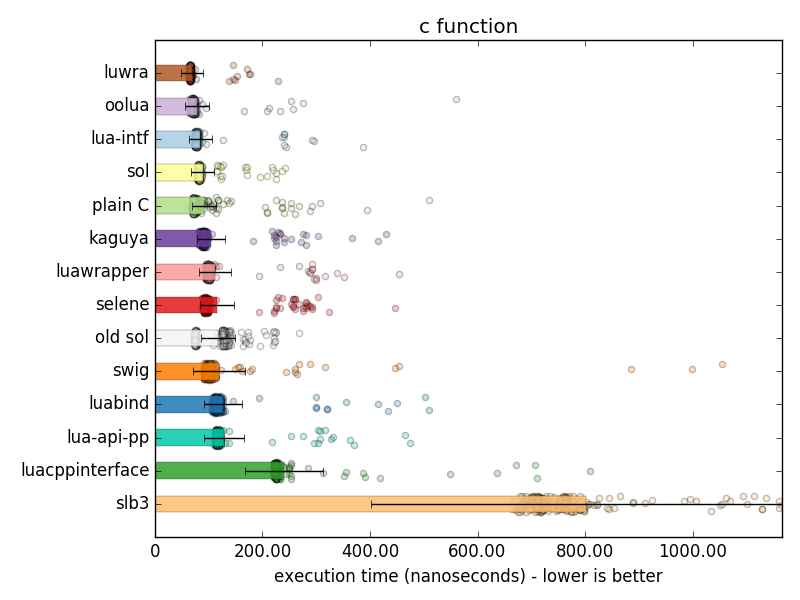 c function
luwra
oolua
lua-intf
sol
plain C
kaguya
luawrapper
selene
old sol
swig
luabind
lua-api-pp
luacppinterface
slb3
0 200.00 400.00 600.00 800.00 1000.00
execution time (nanoseconds) - lower is better